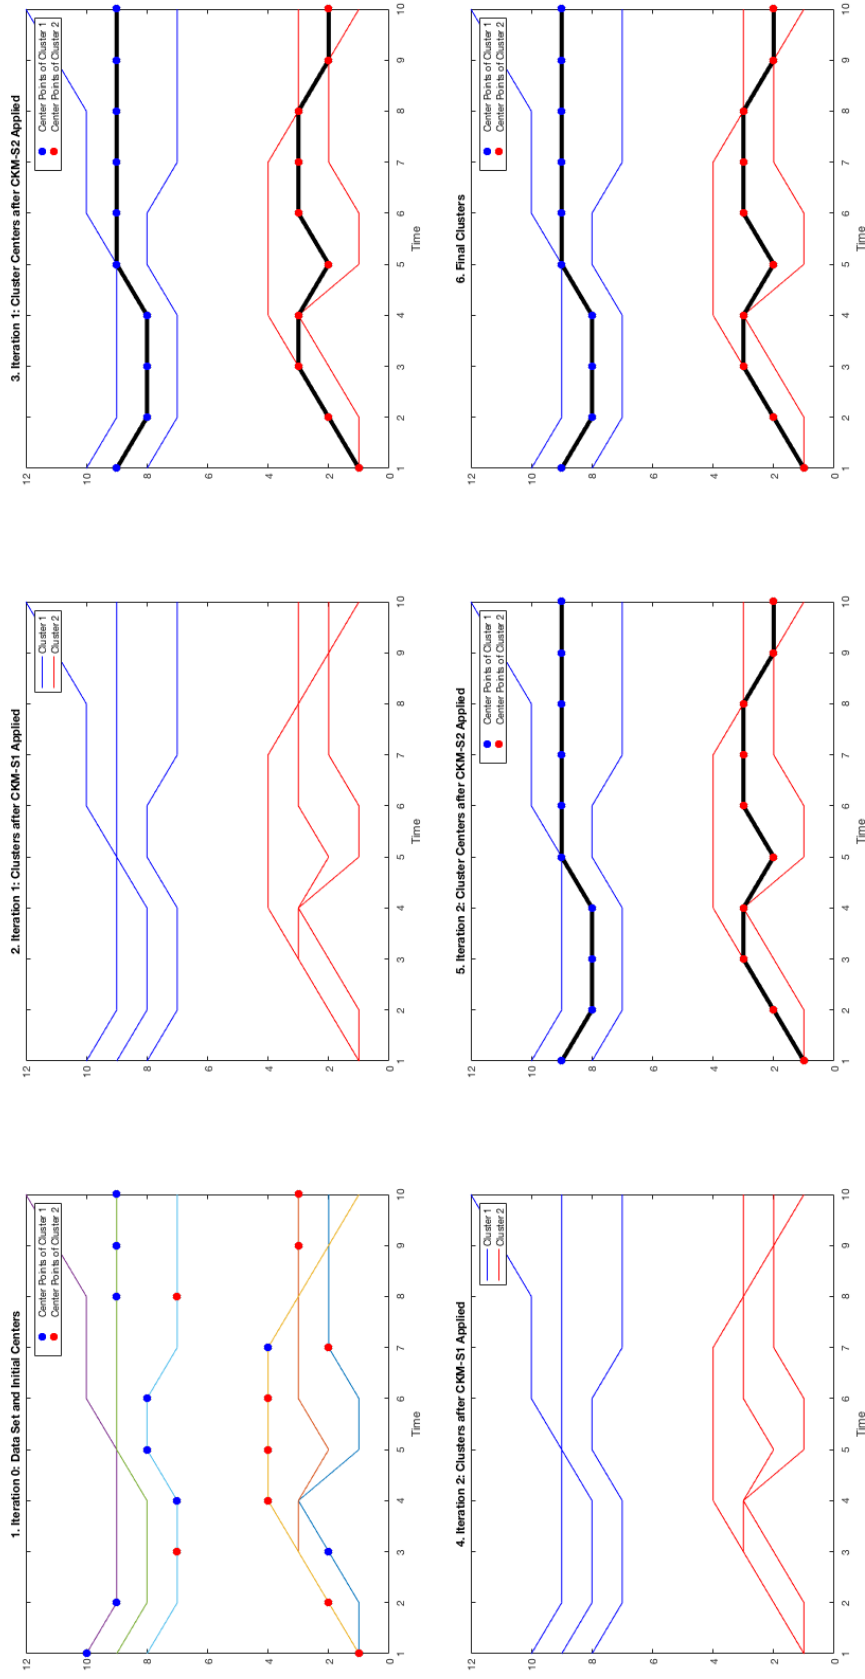 1. Iteration 0: Data Set and Initial Centers
12
10
8
6
4
2
0
Center Points of Cluster 1
Center Points of Cluster 2
1 2 3 4 5 6 7 8 9 10
Time
2. Iteration 1: Clusters after CKM-S1 Applied
12
10
8
6
4
2
0
Cluster 1
Cluster 2
1 2 3 4 5 6 7 8 9 10
Time
3. Iteration 1: Cluster Centers after CKM-S2 Applied
12
10
8
6
4
2
0
Center Points of Cluster 1
Center Points of Cluster 2
1 2 3 4 5 6 7 8 9 10
Time
4. Iteration 2: Clusters after CKM-S1 Applied
12
10
8
6
4
2
0
Cluster 1
Cluster 2
1 2 3 4 5 6 7 8 9 10
Time
5. Iteration 2: Cluster Centers after CKM-S2 Applied
12
10
8
6
4
2
0
Center Points of Cluster 1
Center Points of Cluster 2
1 2 3 4 5 6 7 8 9 10
Time
6. Final Clusters
12
10
8
6
4
2
0
Center Points of Cluster 1
Center Points of Cluster 2
1 2 3 4 5 6 7 8 9 10
Time